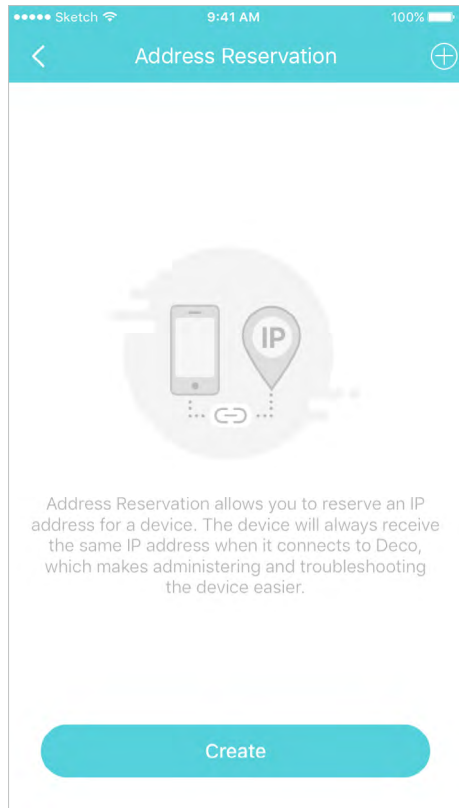 Sketch 9:41 AM 100%
Address Reservation
IP
Address Reservation allows you to reserve an IP
address for a device. The device will always receive
the same IP address when it connects to Deco,
which makes administering and troubleshooting
the device easier.
Create